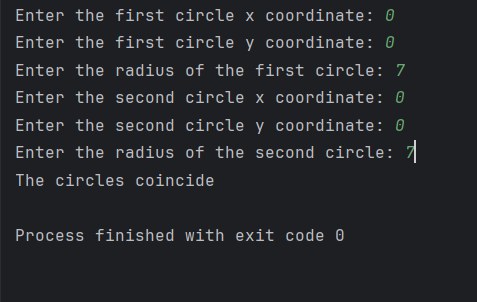 Enter the first circle x coordinate: 0
Enter the first circle y coordinate: 0
Enter the radius of the first circle: 7
Enter the second circle x coordinate: 0
Enter the second circle y coordinate: 0
Enter the radius of the second circle: 7
The circles coincide
Process finished with exit code 0